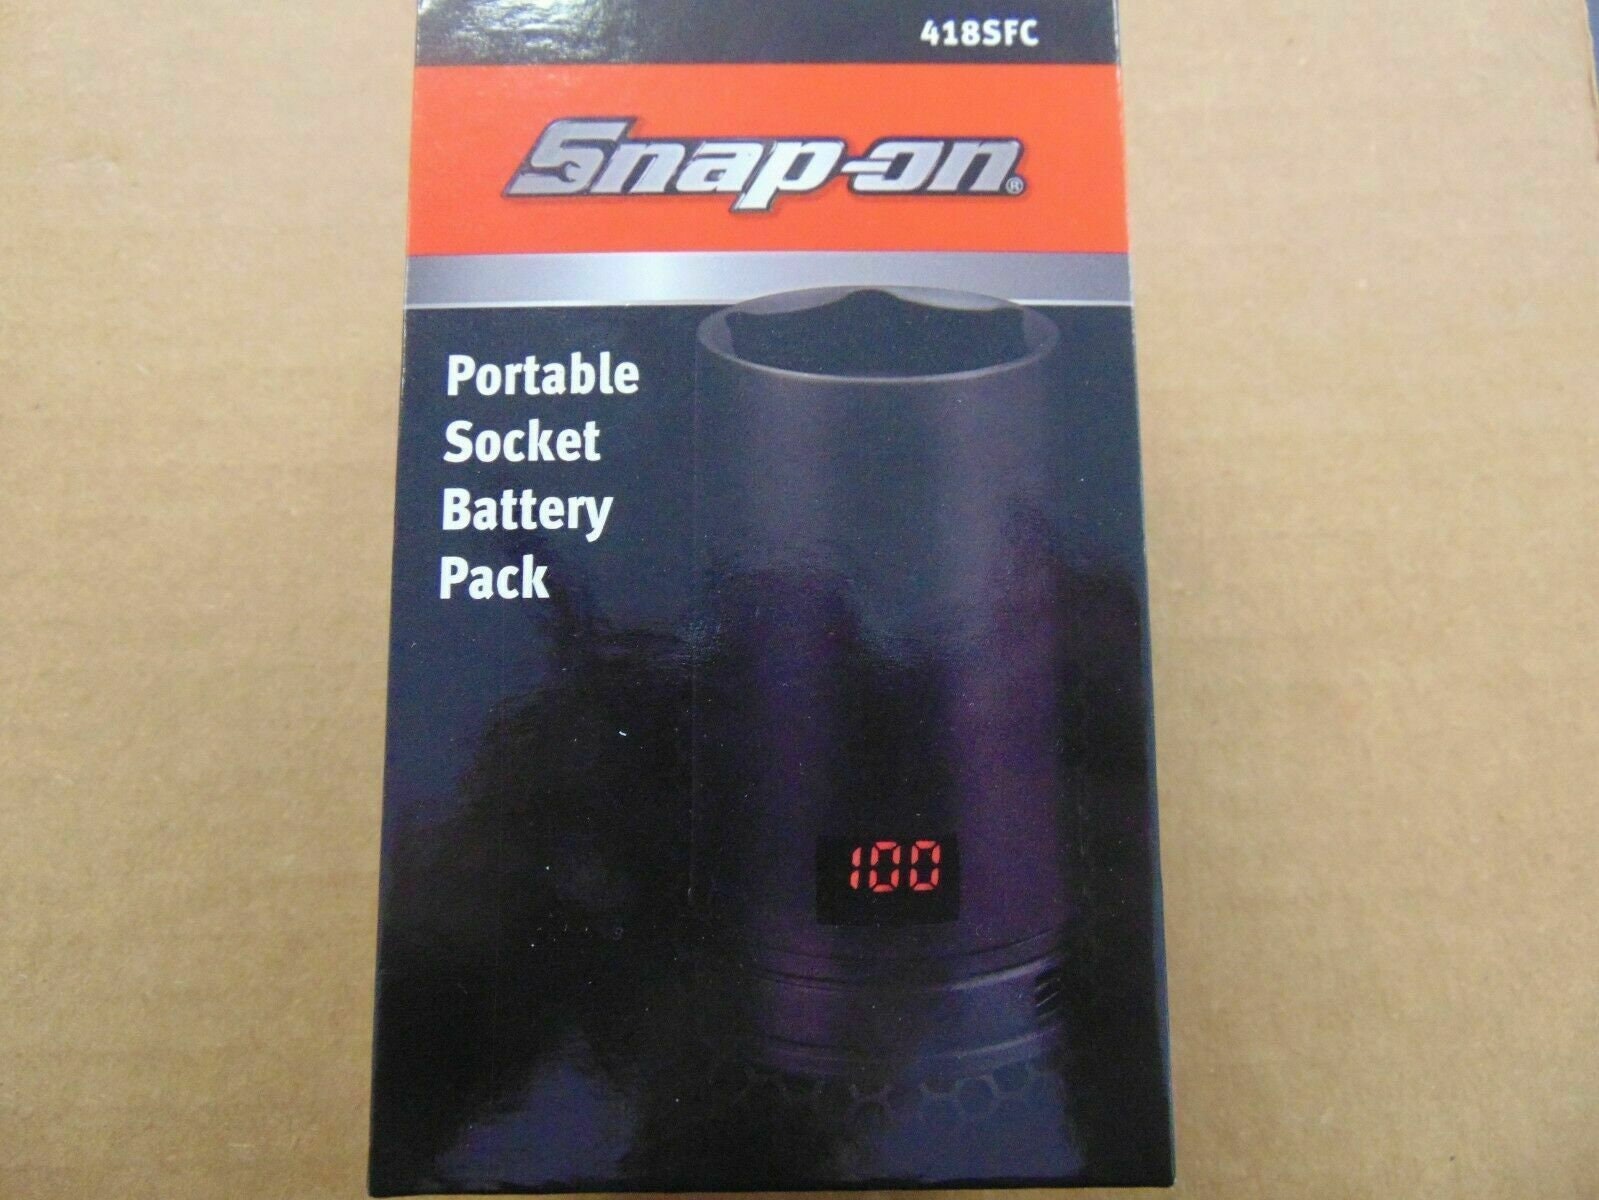 418SFC
Snap-on®
Portable
Socket
Battery
Pack
100